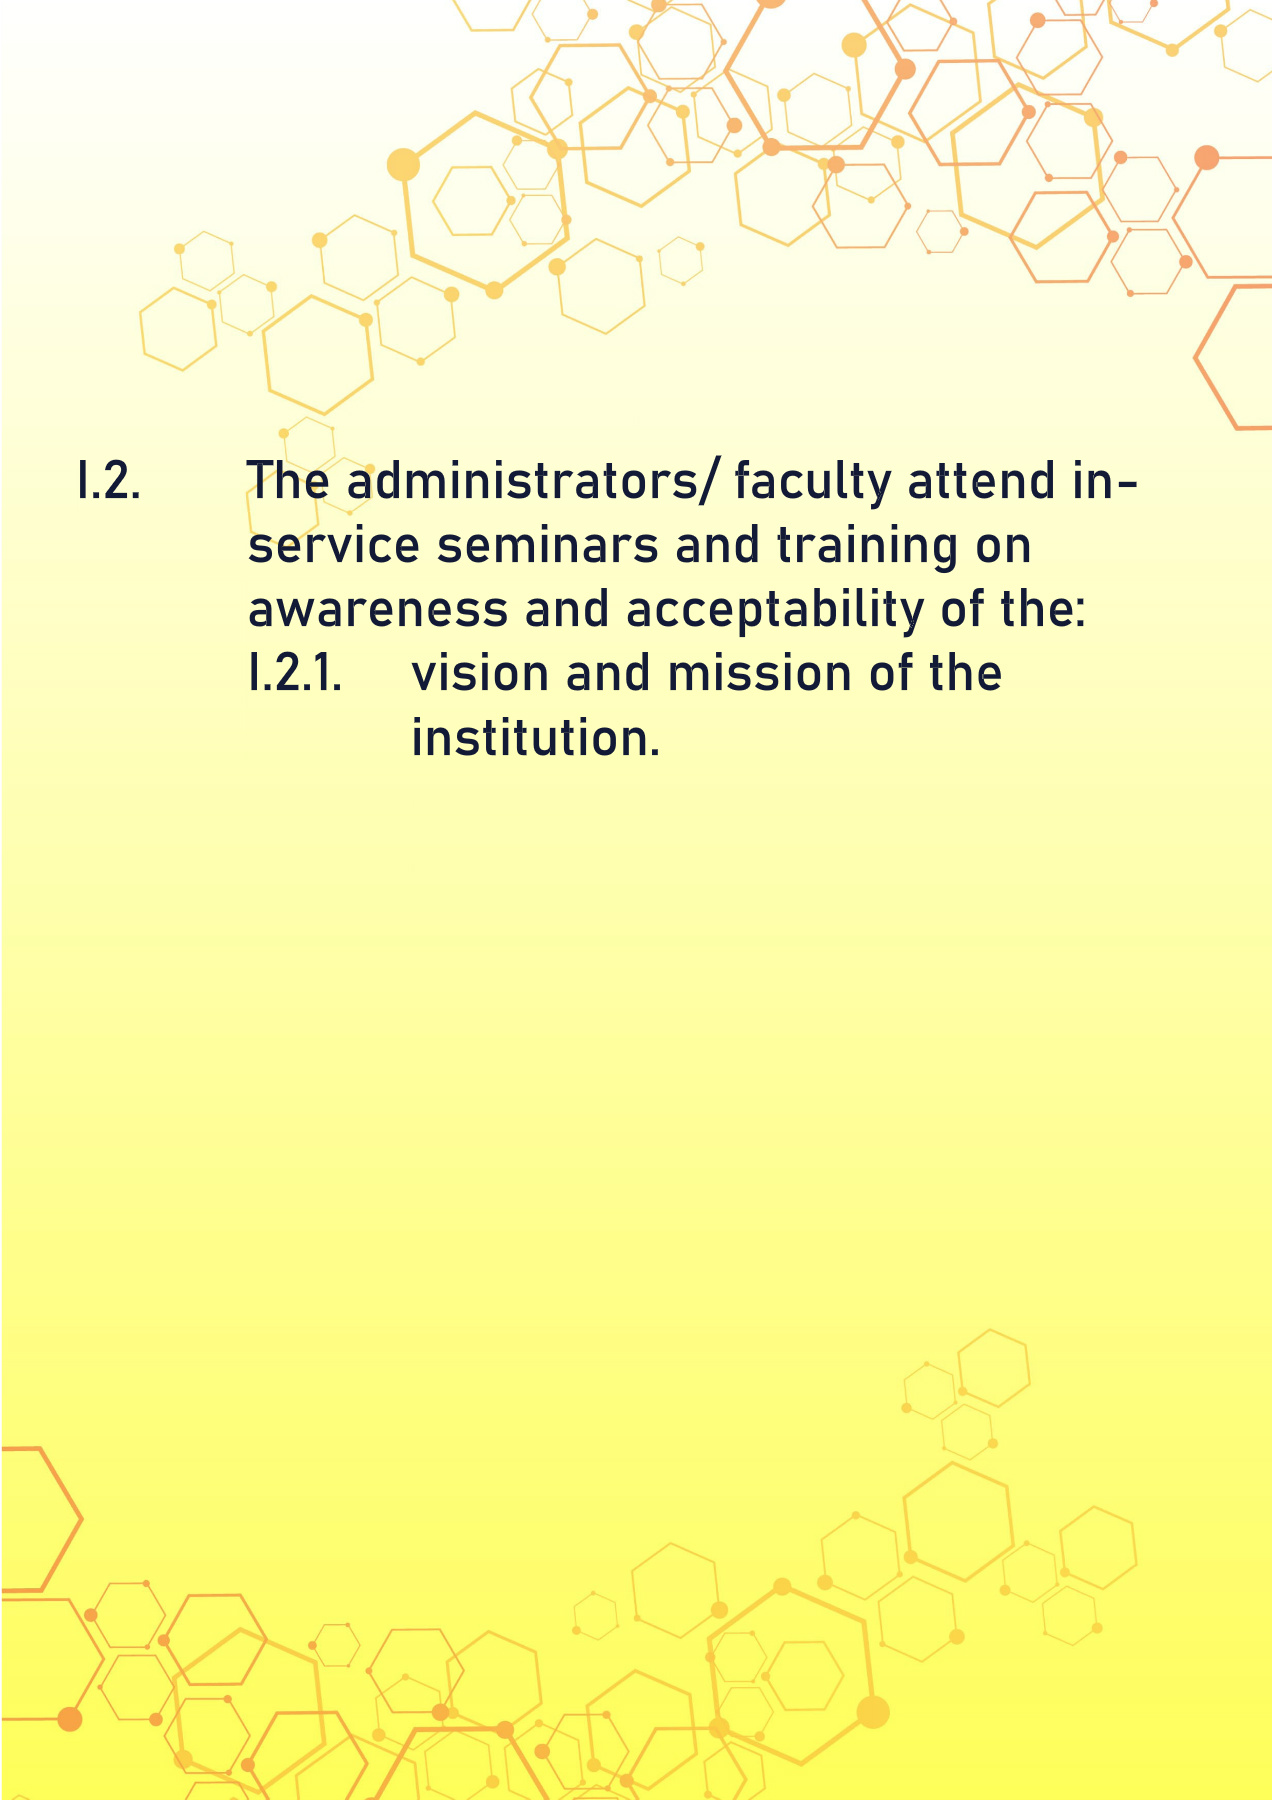 I.2. The administrators/ faculty attend in-
service seminars and training on
awareness and acceptability of the:
I.2.1. vision and mission of the
institution.